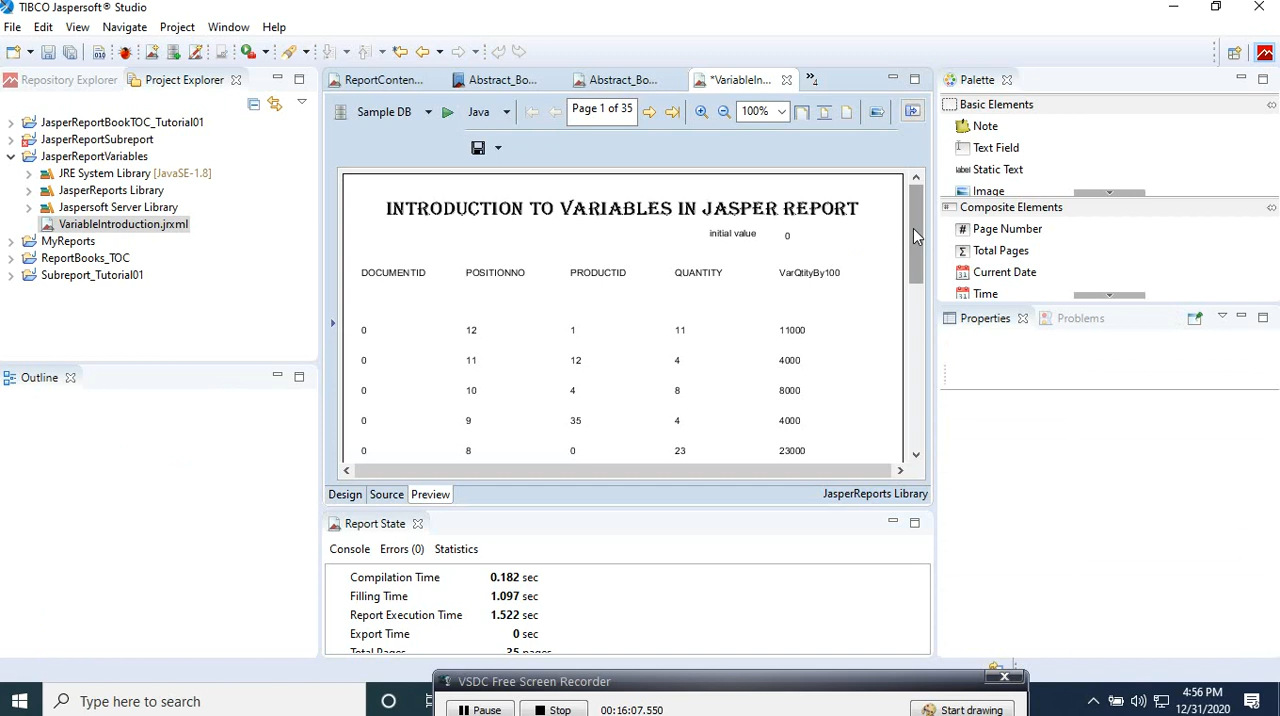 TIBCO Jaspersoft® Studio
File Edit View Navigate Project Window Help
Repository Explorer Project Explorer
JasperReportBookTOC_Tutorial01
JasperReportSubreport
JasperReportVariables
JRE System Library [JavaSE-1.8]
JasperReports Library
Jaspersoft Server Library
VariableIntroduction.jrxml
MyReports
ReportBooks_TOC
Subreport_Tutorial01
Outline
ReportConten... Abstract_Bo... Abstract_Bo... *VariableIn... 4
Sample DB Java Page 1 of 35 100%
INTRODUCTION TO VARIABLES IN JASPER REPORT
initial value 0
DOCUMENTID POSITIONNO PRODUCTID QUANTITY VarQtityBy100
0 12 1 11 11000
0 11 12 4 4000
0 10 4 8 8000
0 9 35 4 4000
0 8 0 23 23000
Design Source Preview JasperReports Library
Report State
Console Errors (0) Statistics
Compilation Time 0.182 sec
Filling Time 1.097 sec
Report Execution Time 1.522 sec
Export Time 0 sec
Total Pages 35 pages
Palette
Basic Elements
Note
Text Field
label Static Text
Image
Composite Elements
# Page Number
Σ Total Pages
Current Date
Time
Properties Problems
VSDC Free Screen Recorder
Pause Stop 00:16:07.550 Start drawing
Type here to search
4:56 PM
12/31/2020